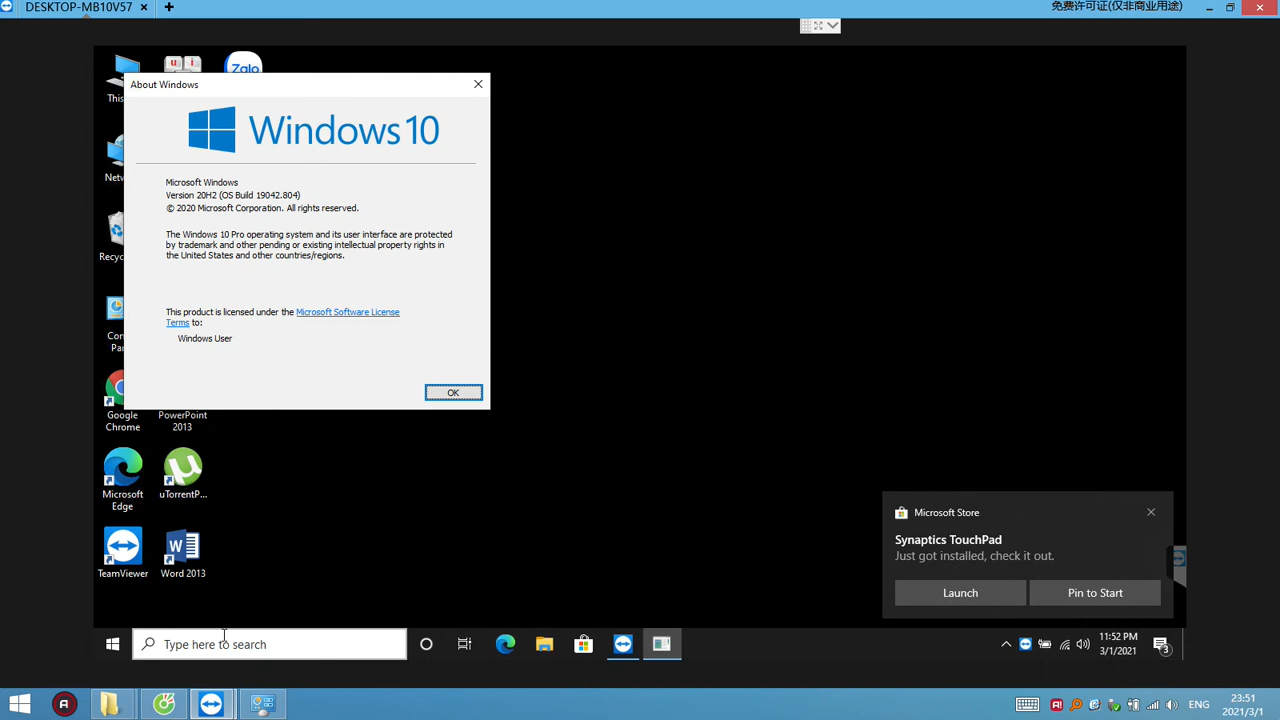 DESKTOP-MB10V57
免费许可证(仅非商业用途)
u i
Zalo
About Windows
Windows 10
Microsoft Windows
Version 20H2 (OS Build 19042.804)
© 2020 Microsoft Corporation. All rights reserved.
The Windows 10 Pro operating system and its user interface are protected
by trademark and other pending or existing intellectual property rights in
the United States and other countries/regions.
This product is licensed under the Microsoft Software License
Terms to:
Windows User
OK
This
Netw
Recyc
Con
Pa
Google
Chrome
PowerPoint
2013
Microsoft
Edge
uTorrentP...
TeamViewer
Word 2013
Microsoft Store
Synaptics TouchPad
Just got installed, check it out.
Launch
Pin to Start
Type here to search
11:52 PM
3/1/2021
3
ENG
23:51
2021/3/1